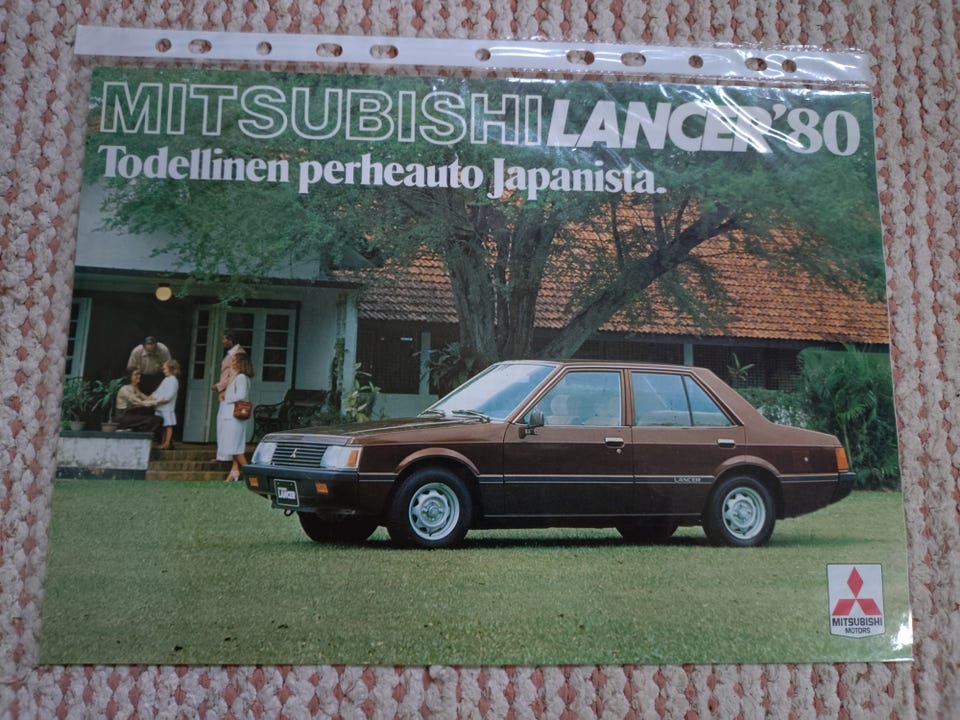 MITSUBISHI LANCER '80
Todellinen perheauto Japanista.
LANCER
LANCER
MITSUBISHI
MOTORS